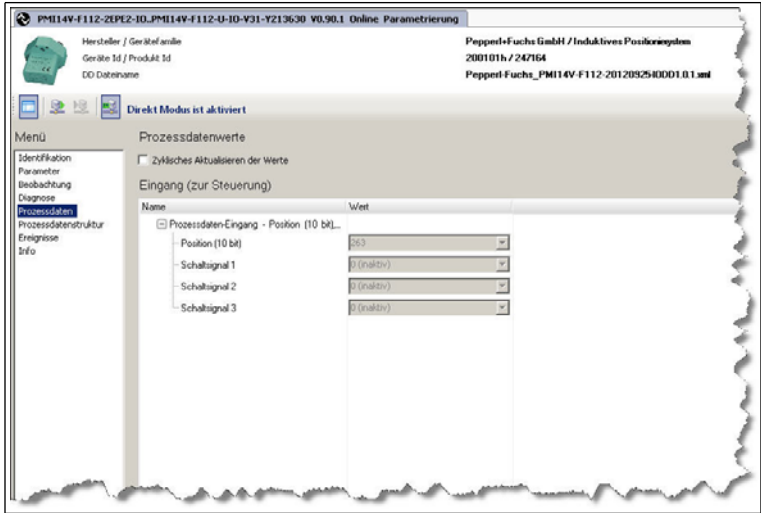 PMI14V-F112-2EPE2-IO..PMI14V-F112-U-IO-V31-Y213630 V0.90.1 Online Parametrierung
Hersteller / Gerätefamilie
Pepperl+Fuchs GmbH / Induktives Positioniersystem
Geräte Id / Produkt Id
200101h / 247164
DD Dateiname
Pepperl-Fuchs_PMI14V-F112-20120925-IODD1.0.1.xml
Direkt Modus ist aktiviert
Menü
Identifikation
Parameter
Beobachtung
Diagnose
Prozessdaten
Prozessdatenstruktur
Ereignisse
Info
Prozessdatenwerte
Zyklisches Aktualisieren der Werte
Eingang (zur Steuerung)
Name Wert
Prozessdaten-Eingang - Position (10 bit)...
Position (10 bit) 263
Schaltsignal 1 0 (inaktiv)
Schaltsignal 2 0 (inaktiv)
Schaltsignal 3 0 (inaktiv)